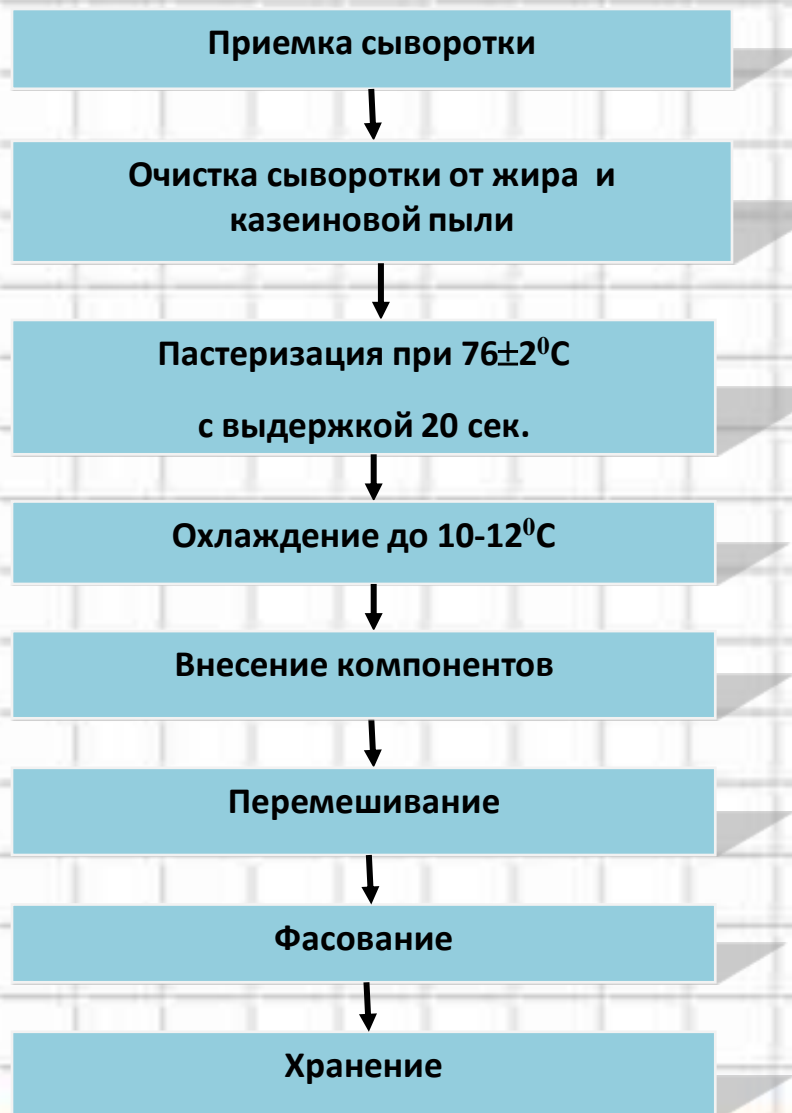 Приемка сыворотки
Очистка сыворотки от жира и
казеиновой пыли
Пастеризация при 76±2⁰С
с выдержкой 20 сек.
Охлаждение до 10-12⁰С
Внесение компонентов
Перемешивание
Фасование
Хранение